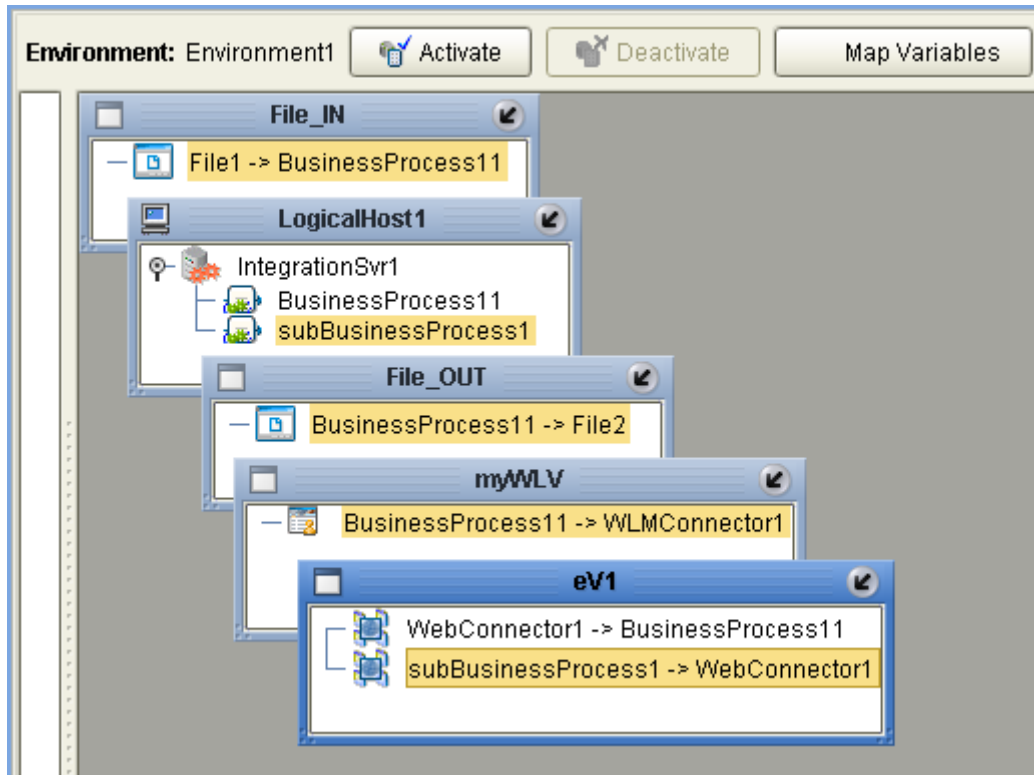 Environment: Environment1 Activate Deactivate Map Variables
File_IN
File1 -> BusinessProcess11
LogicalHost1
IntegrationSvr1
BusinessProcess11
subBusinessProcess1
File_OUT
BusinessProcess11 -> File2
myWLV
BusinessProcess11 -> WLMConnector1
eV1
WebConnector1 -> BusinessProcess11
subBusinessProcess1 -> WebConnector1